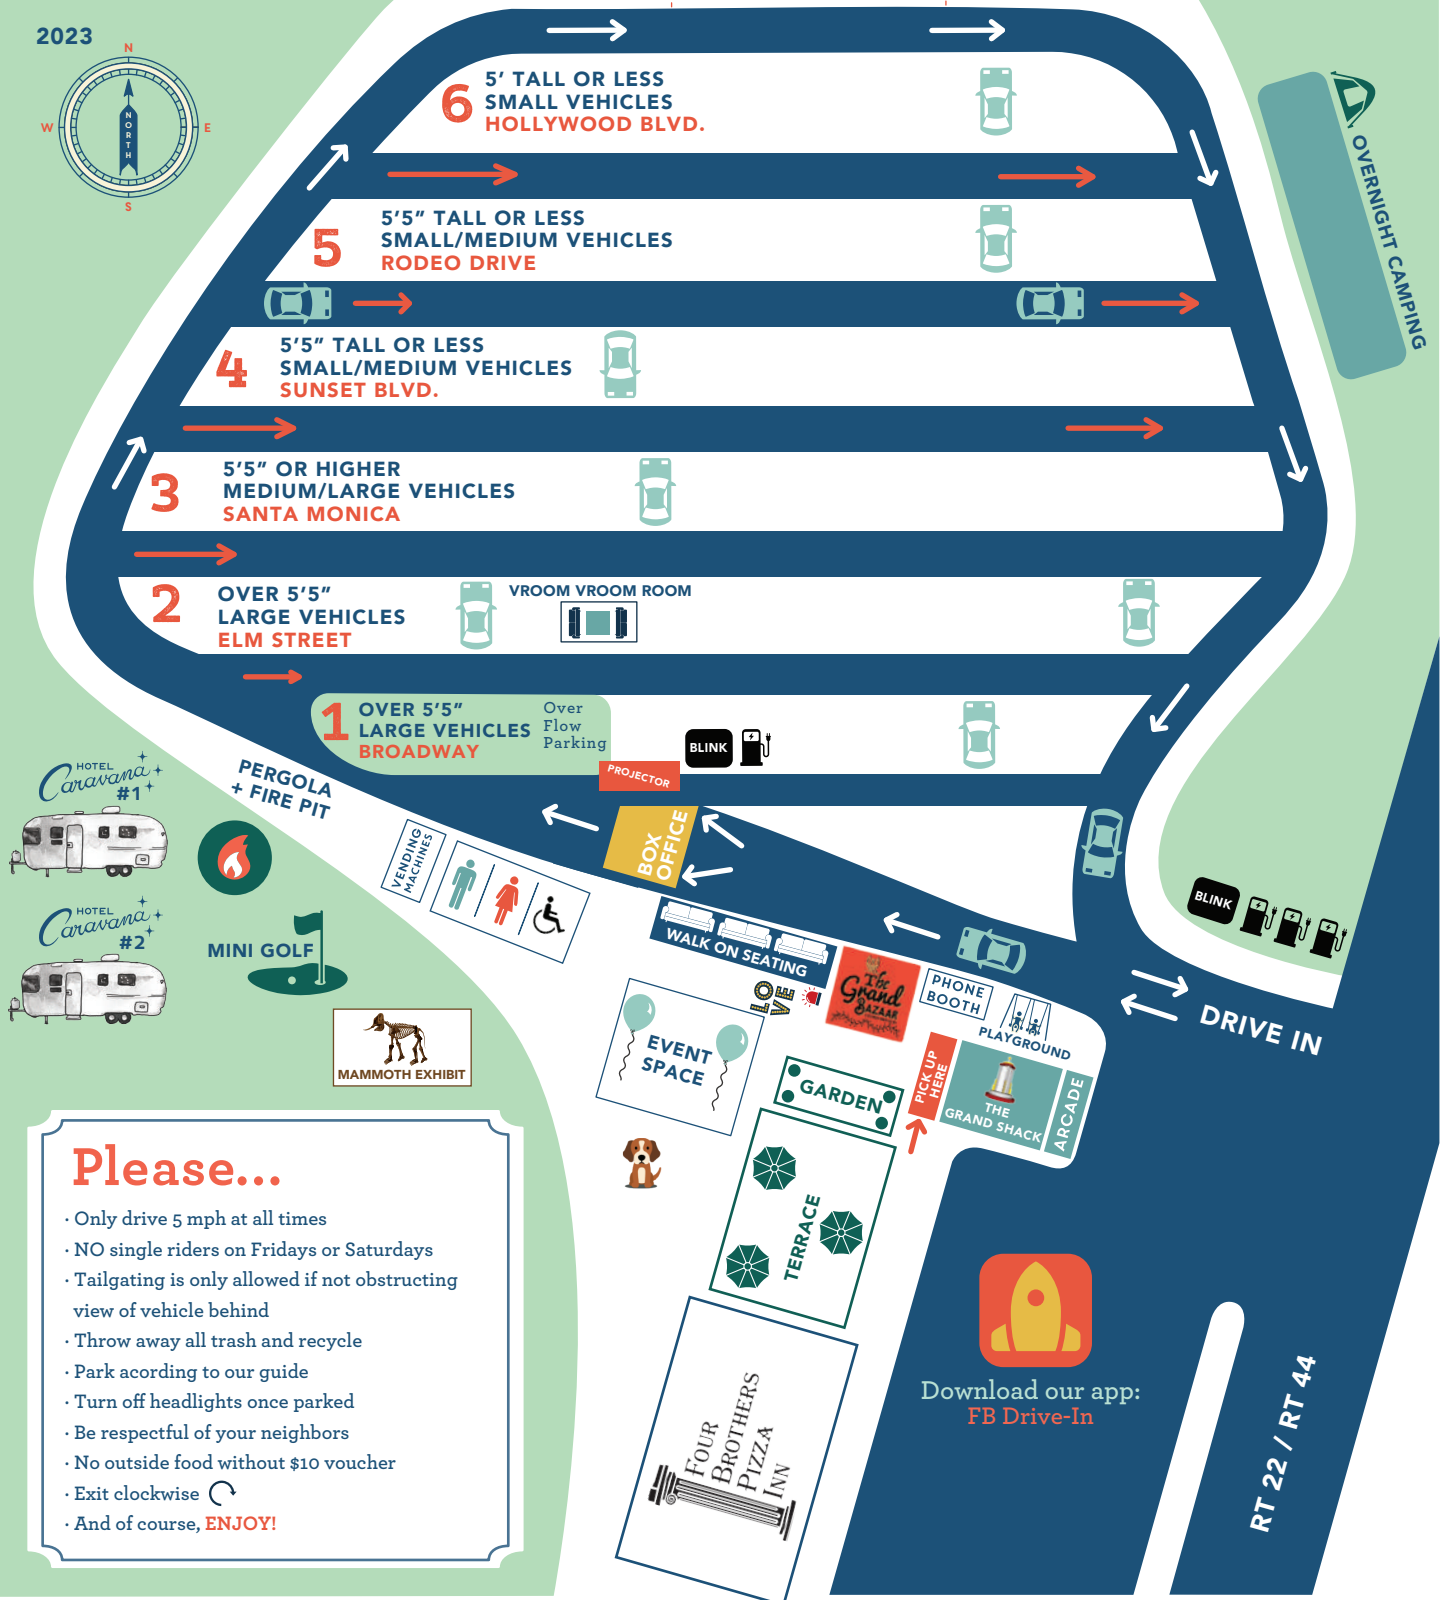 2023
N
W
NORTH
E
S
6
5' TALL OR LESS
SMALL VEHICLES
HOLLYWOOD BLVD.
OVERNIGHT CAMPING
5
5'5" TALL OR LESS
SMALL/MEDIUM VEHICLES
RODEO DRIVE
4
5'5" TALL OR LESS
SMALL/MEDIUM VEHICLES
SUNSET BLVD.
3
5'5" OR HIGHER
MEDIUM/LARGE VEHICLES
SANTA MONICA
2
OVER 5'5"
LARGE VEHICLES
ELM STREET
VROOM VROOM ROOM
1
OVER 5'5"
LARGE VEHICLES
BROADWAY
Over
Flow
Parking
BLINK
PROJECTOR
BOX
OFFICE
PERGOLA
+ FIRE PIT
HOTEL
Caravana
#1
VENDING
MACHINES
HOTEL
Caravana
#2
MINI GOLF
MAMMOTH EXHIBIT
WALK ON SEATING
LO
VE
The
Grand
BAZAAR
PHONE
BOOTH
PLAYGROUND
BLINK
DRIVE IN
EVENT
SPACE
GARDEN
PICK UP
HERE
THE
GRAND SHACK
ARCADE
TERRACE
FOUR
BROTHERS
PIZZA
INN
Download our app:
FB Drive-In
RT 22 / RT 44
Please...
· Only drive 5 mph at all times
· NO single riders on Fridays or Saturdays
· Tailgating is only allowed if not obstructing
view of vehicle behind
· Throw away all trash and recycle
· Park acording to our guide
· Turn off headlights once parked
· Be respectful of your neighbors
· No outside food without $10 voucher
· Exit clockwise
· And of course, ENJOY!